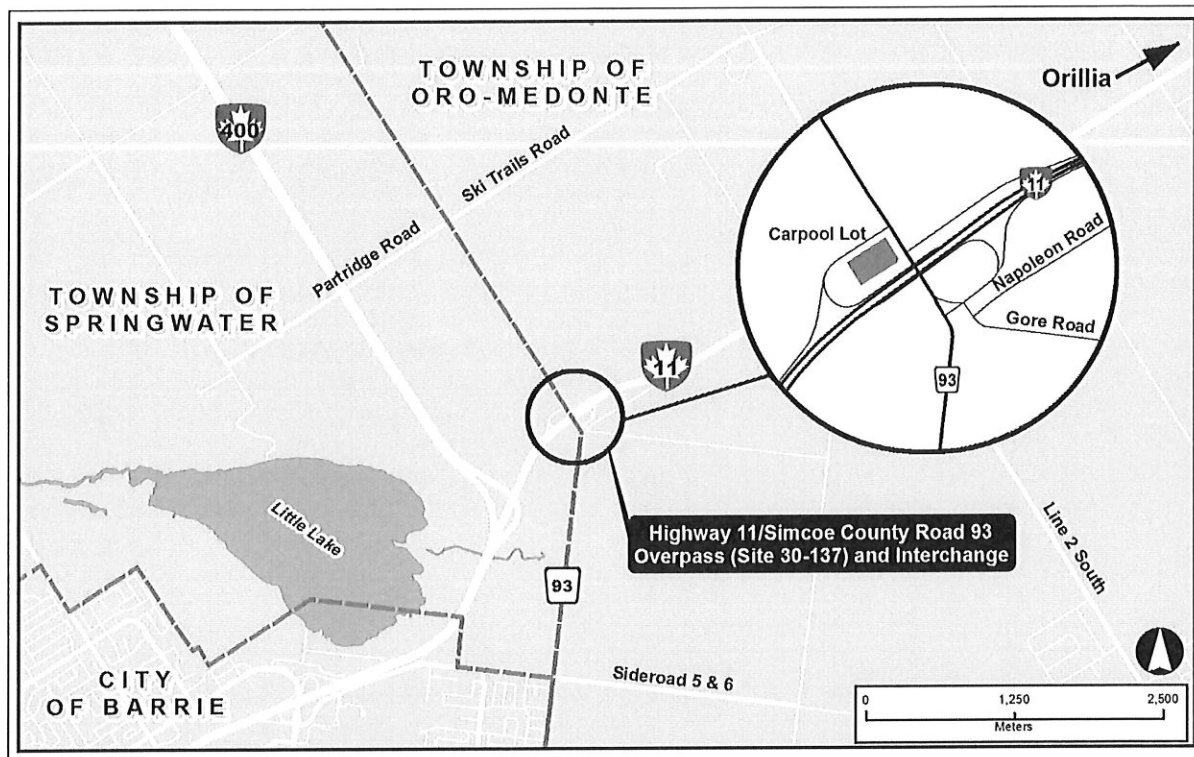 TOWNSHIP OF
ORO-MEDONTE
Orillia
400
Ski Trails Road
11
Carpool Lot
Partridge Road
Napoleon Road
TOWNSHIP OF
SPRINGWATER
Gore Road
11
93
Little Lake
Highway 11/Simcoe County Road 93
Overpass (Site 30-137) and Interchange
Line 2 South
93
CITY
OF BARRIE
Sideroad 5 & 6
0 1,250 2,500
Meters